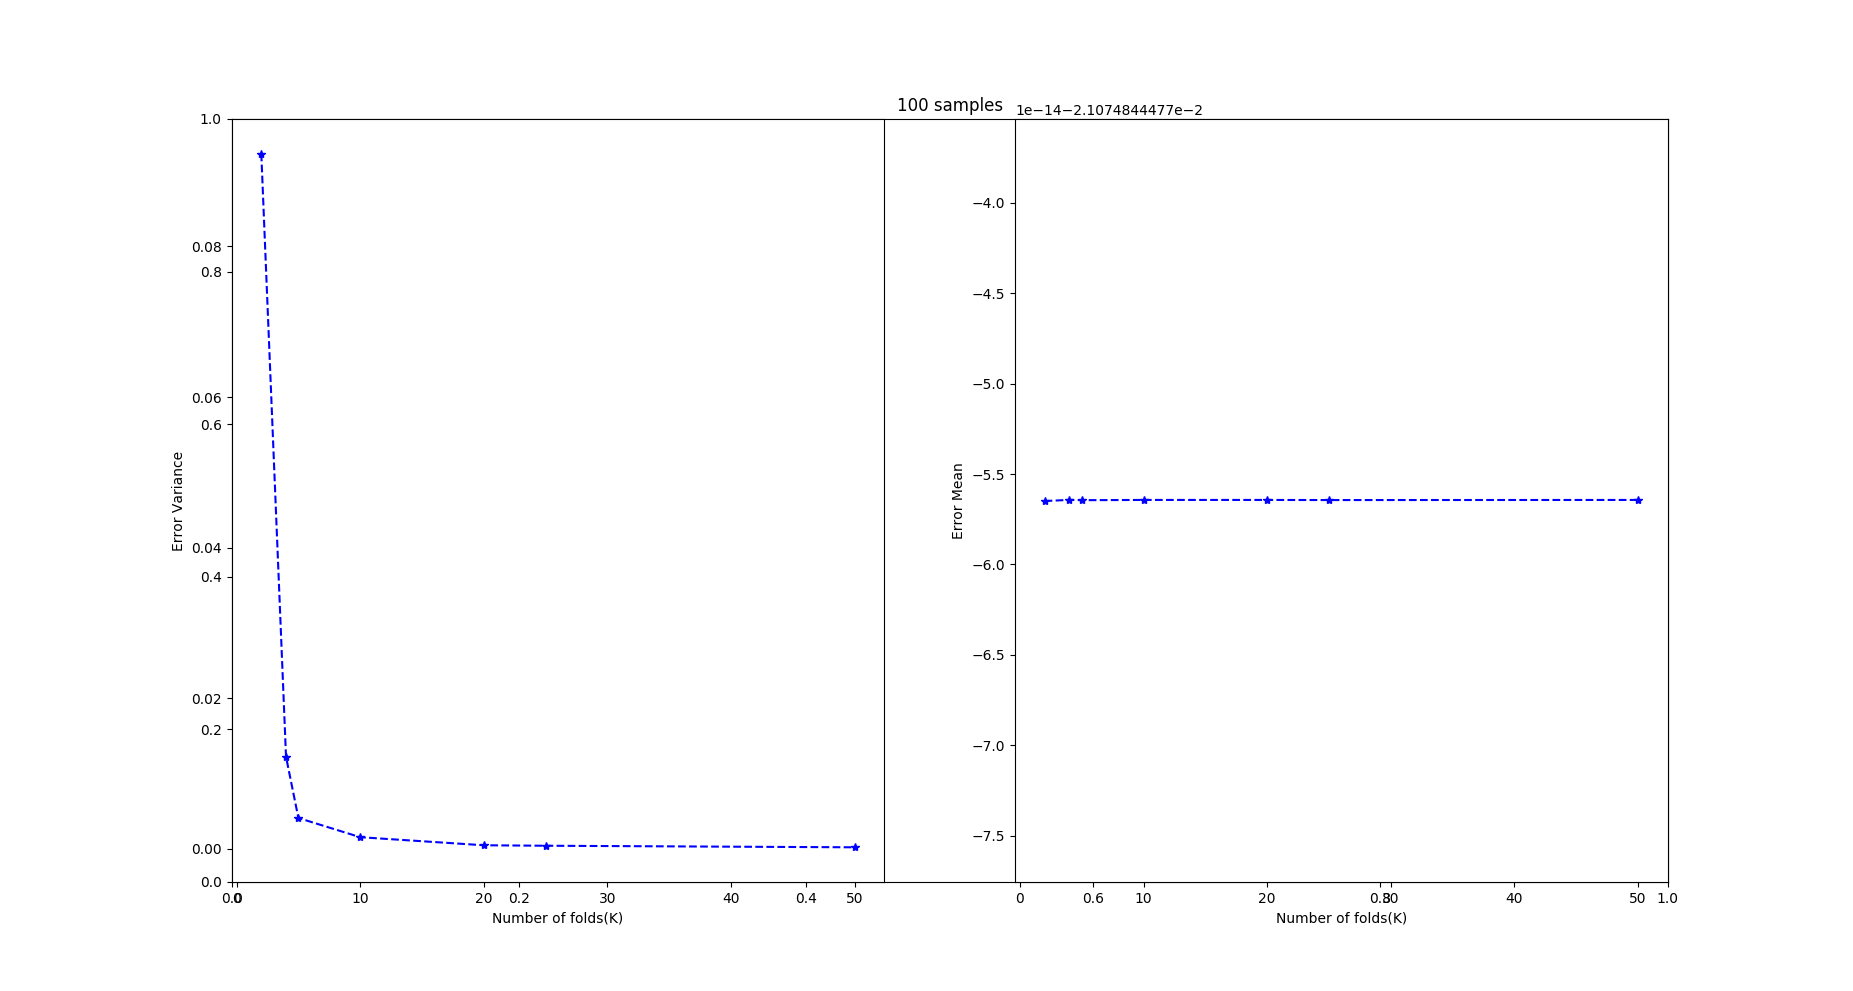 100 samples
1e−14−2.1074844477e−2
1.0
0.08
0.8
0.06
0.6
0.04
0.4
0.02
0.2
0.00
0.0
Error Variance
0.0 0 10 20 0.2 30 40 0.4 50
Number of folds(K)
−4.0
−4.5
−5.0
−5.5
−6.0
−6.5
−7.0
−7.5
Error Mean
0 0.6 10 20 0.8 30 40 50 1.0
Number of folds(K)